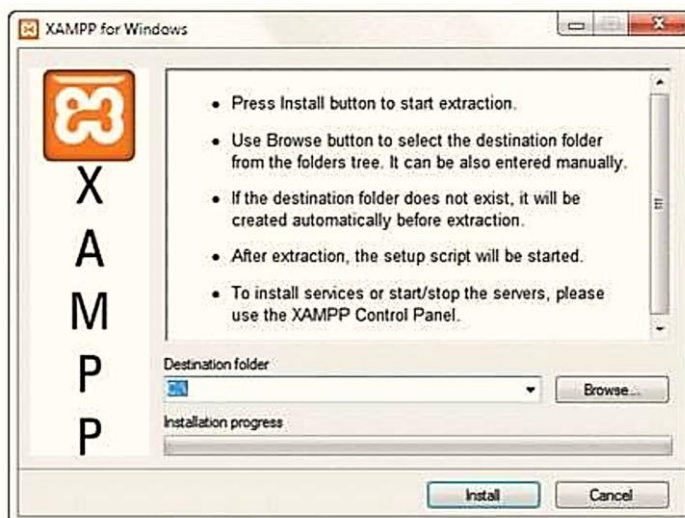 XAMPP for Windows
X
A
M
P
P
• Press Install button to start extraction.
• Use Browse button to select the destination folder
from the folders tree. It can be also entered manually.
• If the destination folder does not exist, it will be
created automatically before extraction.
• After extraction, the setup script will be started.
• To install services or start/stop the servers, please
use the XAMPP Control Panel.
Destination folder
C:\
Browse...
Installation progress
Install
Cancel